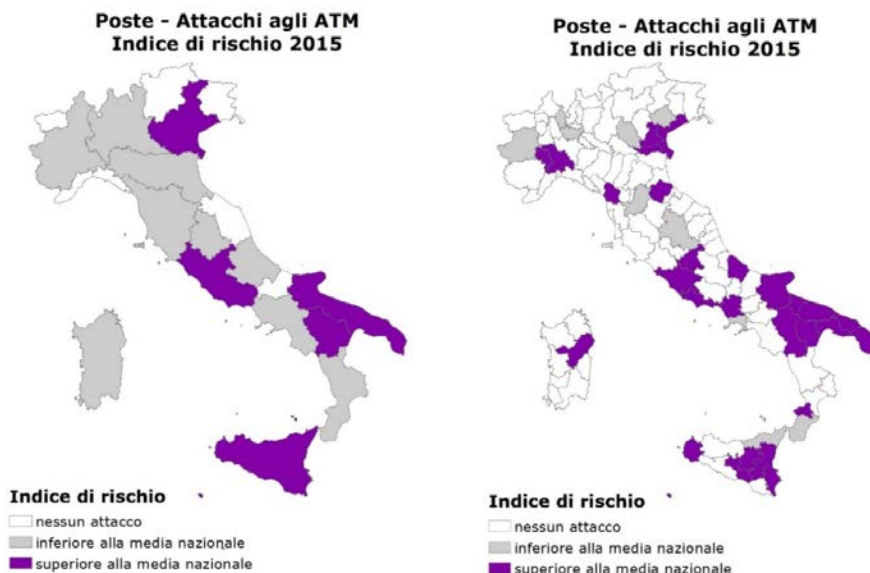 Poste - Attacchi agli ATM
Indice di rischio 2015
Indice di rischio
nessun attacco
inferiore alla media nazionale
superiore alla media nazionale
Poste - Attacchi agli ATM
Indice di rischio 2015
Indice di rischio
nessun attacco
inferiore alla media nazionale
superiore alla media nazionale